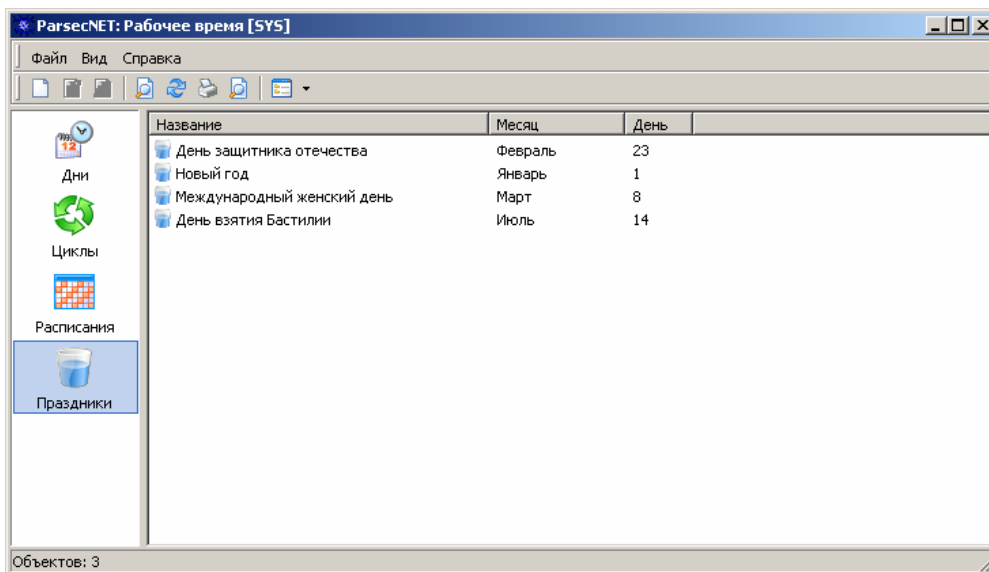 ParsecNET: Рабочее время [SYS]
Файл Вид Справка
12
Дни
Циклы
Расписания
Праздники
Название Месяц День
День защитника отечества Февраль 23
Новый год Январь 1
Международный женский день Март 8
День взятия Бастилии Июль 14
Объектов: 3